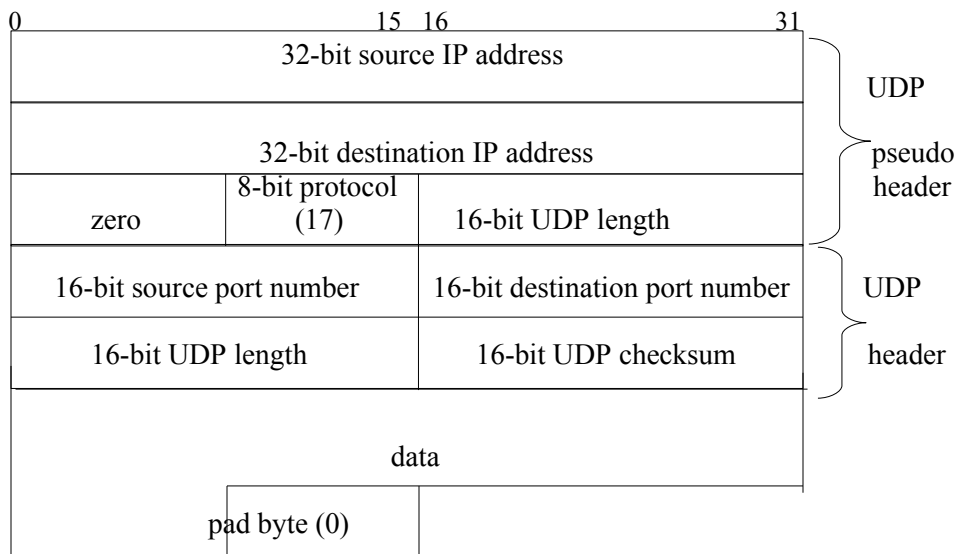 0 15 16 31
32-bit source IP address
UDP
32-bit destination IP address
pseudo
header
8-bit protocol
zero (17) 16-bit UDP length
16-bit source port number 16-bit destination port number UDP
16-bit UDP length 16-bit UDP checksum header
data
pad byte (0)